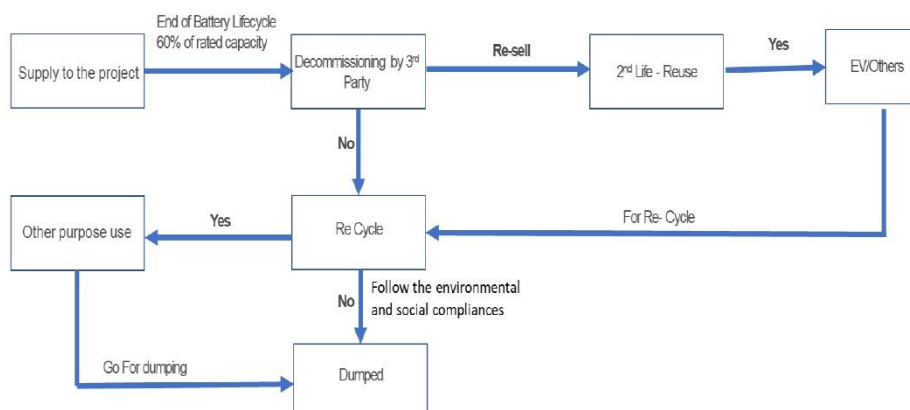 End of Battery Lifecycle
60% of rated capacity
Supply to the project
Decommissioning by 3rd
Party
Re-sell
2nd Life - Reuse
Yes
EV/Others
No
Other purpose use
Yes
Re Cycle
For Re- Cycle
No
Follow the environmental
and social compliances
Go For dumping
Dumped